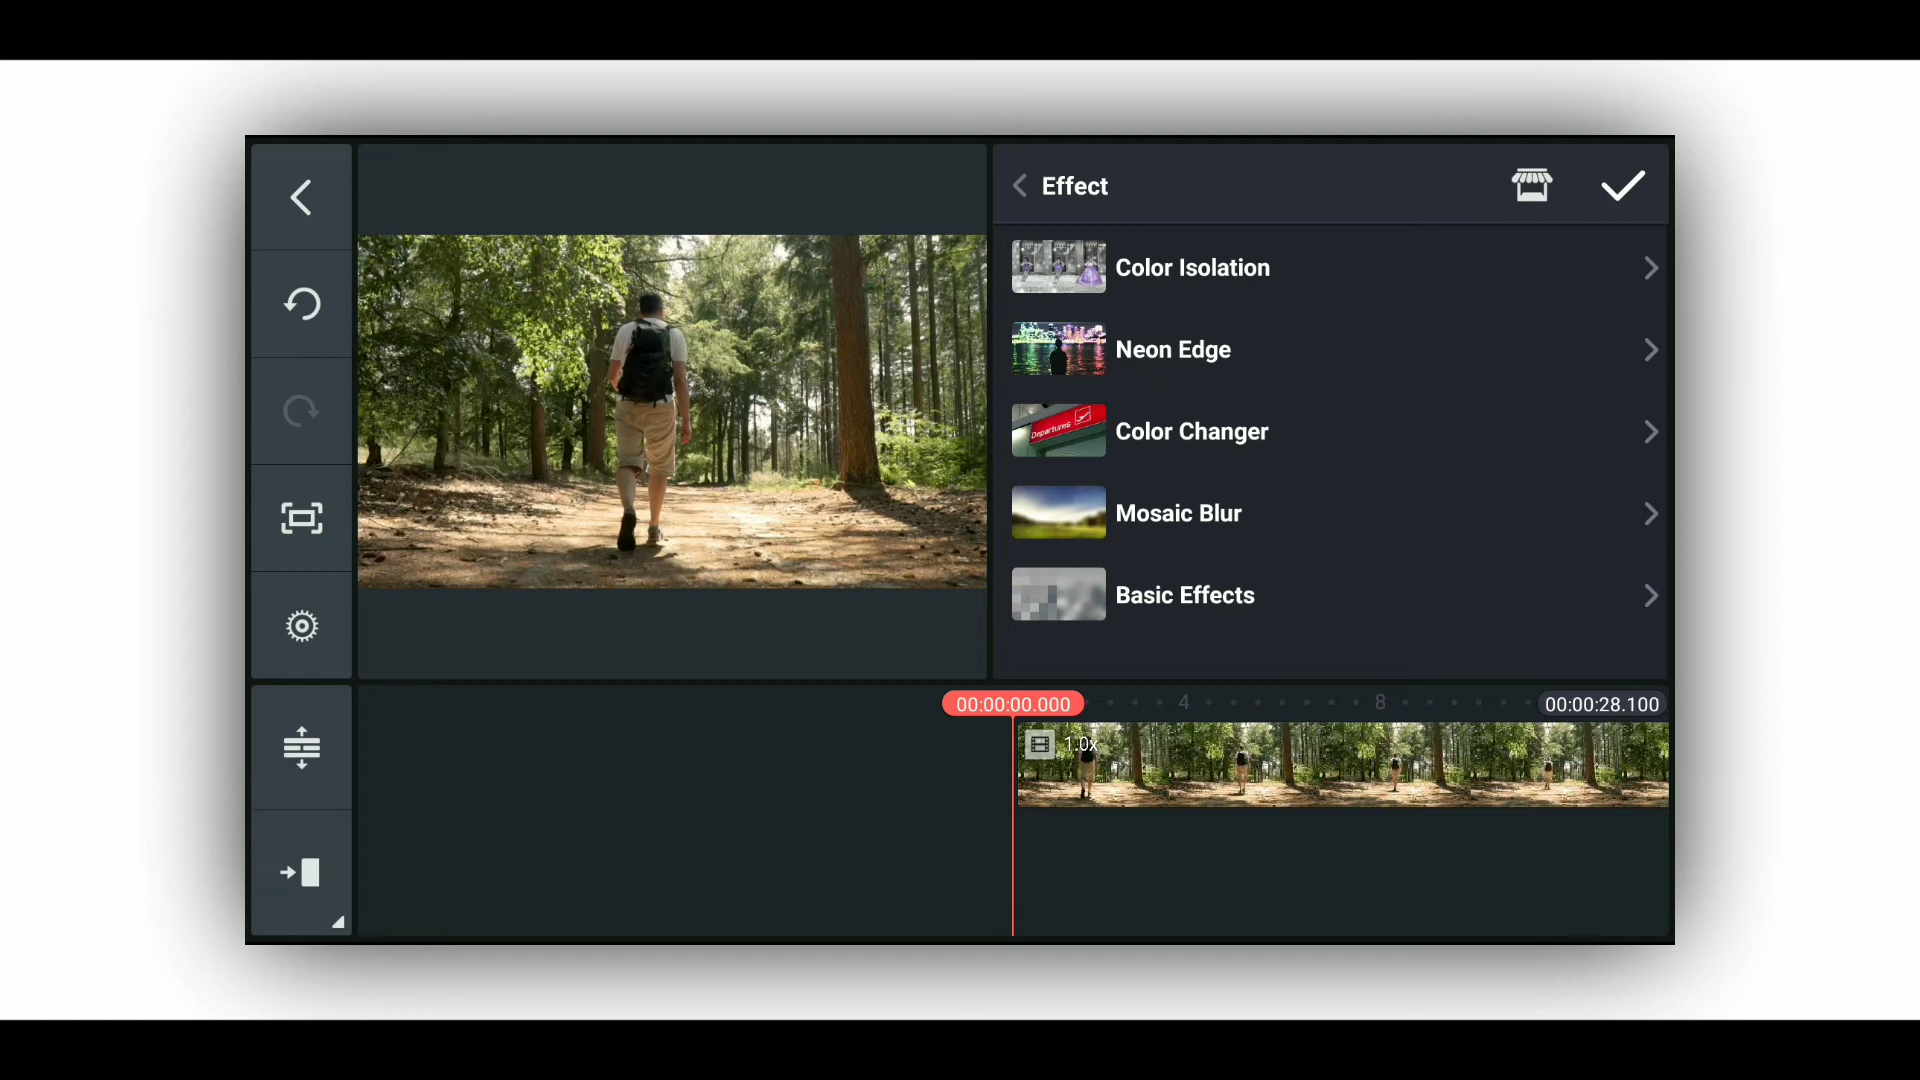 Effect
Color Isolation
Neon Edge
Departures
Color Changer
Mosaic Blur
Basic Effects
00:00:00.000
4
8
00:00:28.100
1.0x